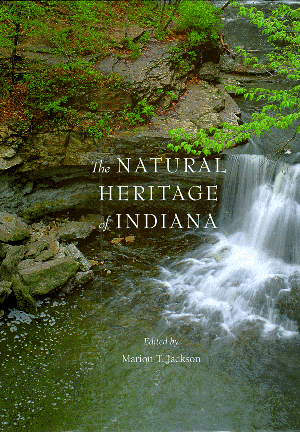 the NATURAL
HERITAGE
of INDIANA
Edited by
Marion T. Jackson